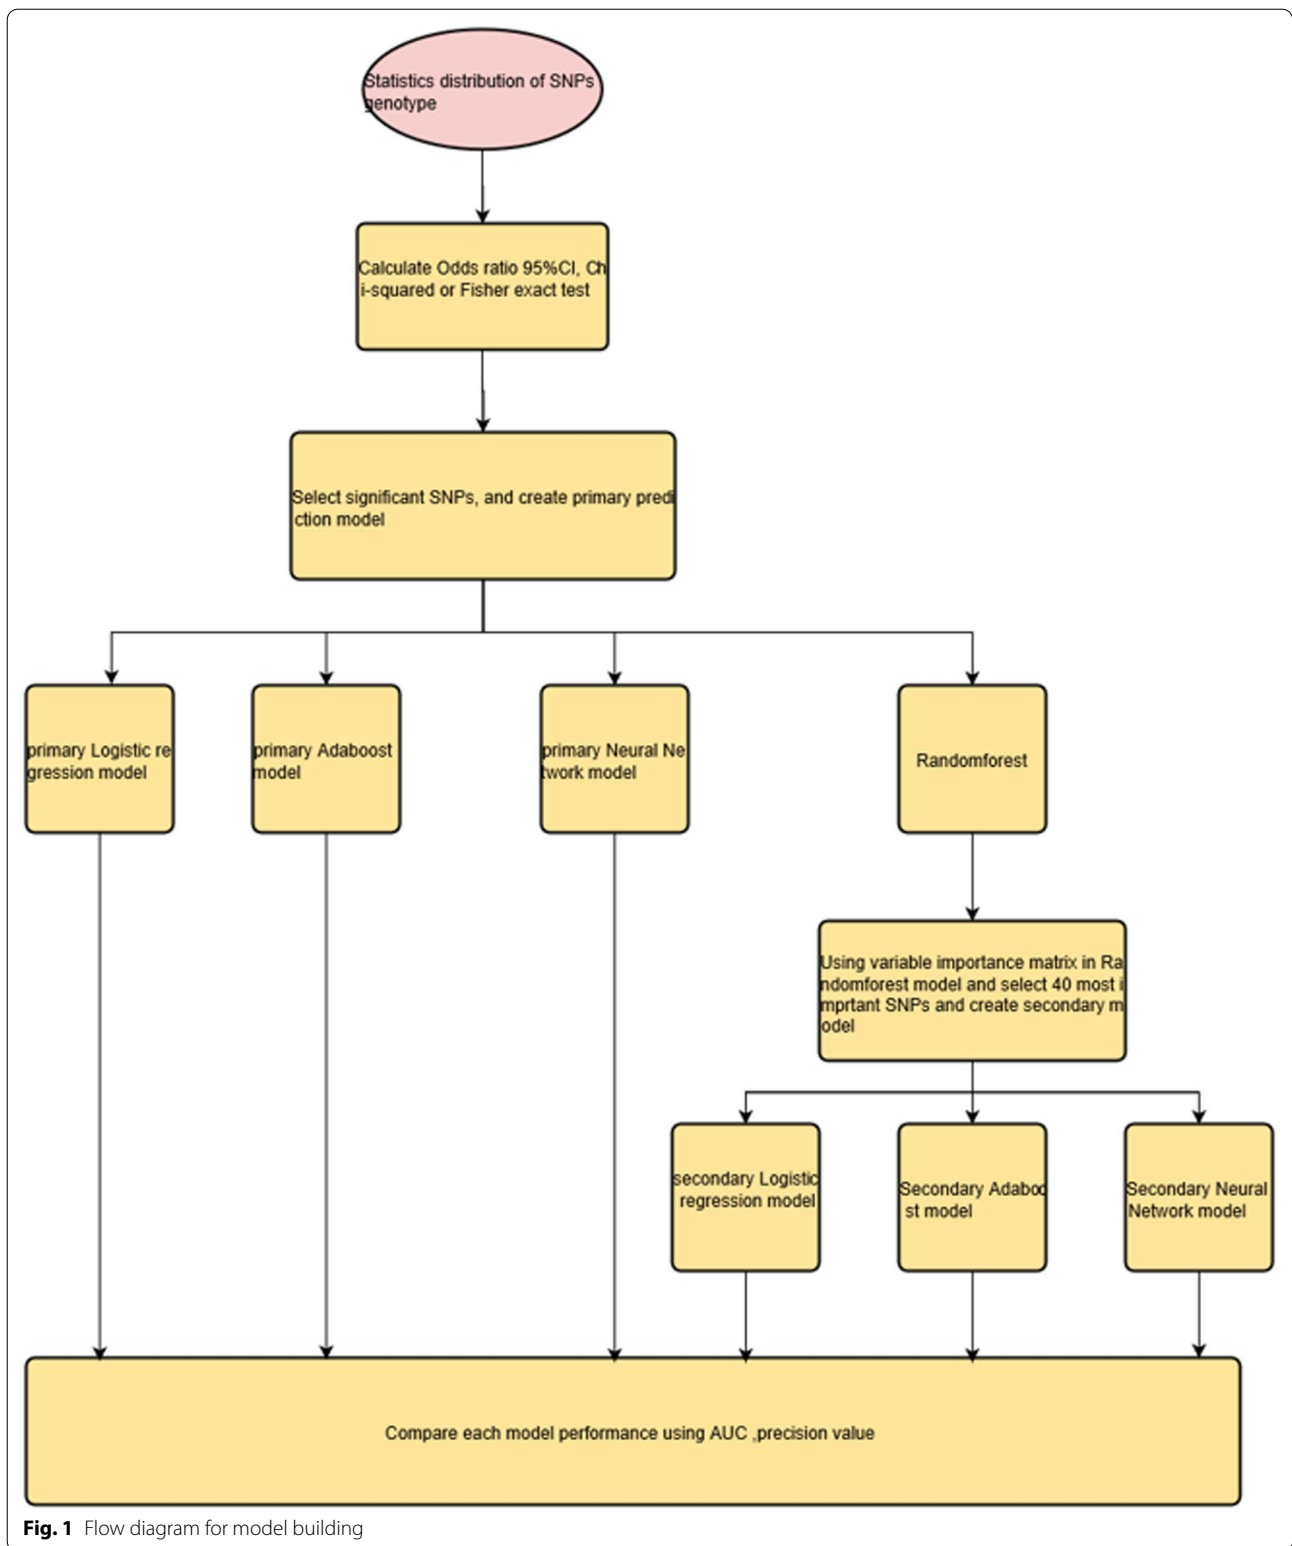 Statistics distribution of SNPs
genotype
Calculate Odds ratio 95%CI, Ch
i-squared or Fisher exact test
Select significant SNPs, and create primary predi
ction model
primary Logistic re
gression model
primary Adaboost
model
primary Neural Ne
twork model
Randomforest
Using variable importance matrix in Ra
ndomforest model and select 40 most i
mprtant SNPs and create secondary m
odel
secondary Logistic
regression model
Secondary Adaboo
st model
Secondary Neural
Network model
Compare each model performance using AUC ,precision value
Fig. 1 Flow diagram for model building